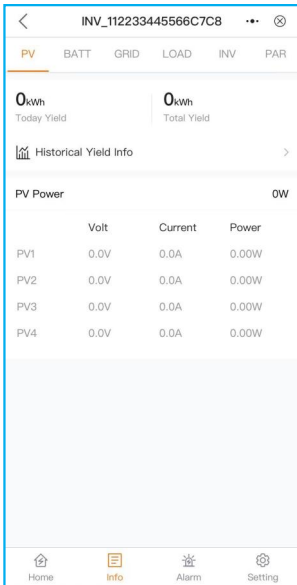 INV_112233445566C7C8
PV BATT GRID LOAD INV PAR
0kWh 0kWh
Today Yield Total Yield
Historical Yield Info
PV Power 0W
Volt Current Power
PV1 0.0V 0.0A 0.00W
PV2 0.0V 0.0A 0.00W
PV3 0.0V 0.0A 0.00W
PV4 0.0V 0.0A 0.00W
Home Info Alarm Setting